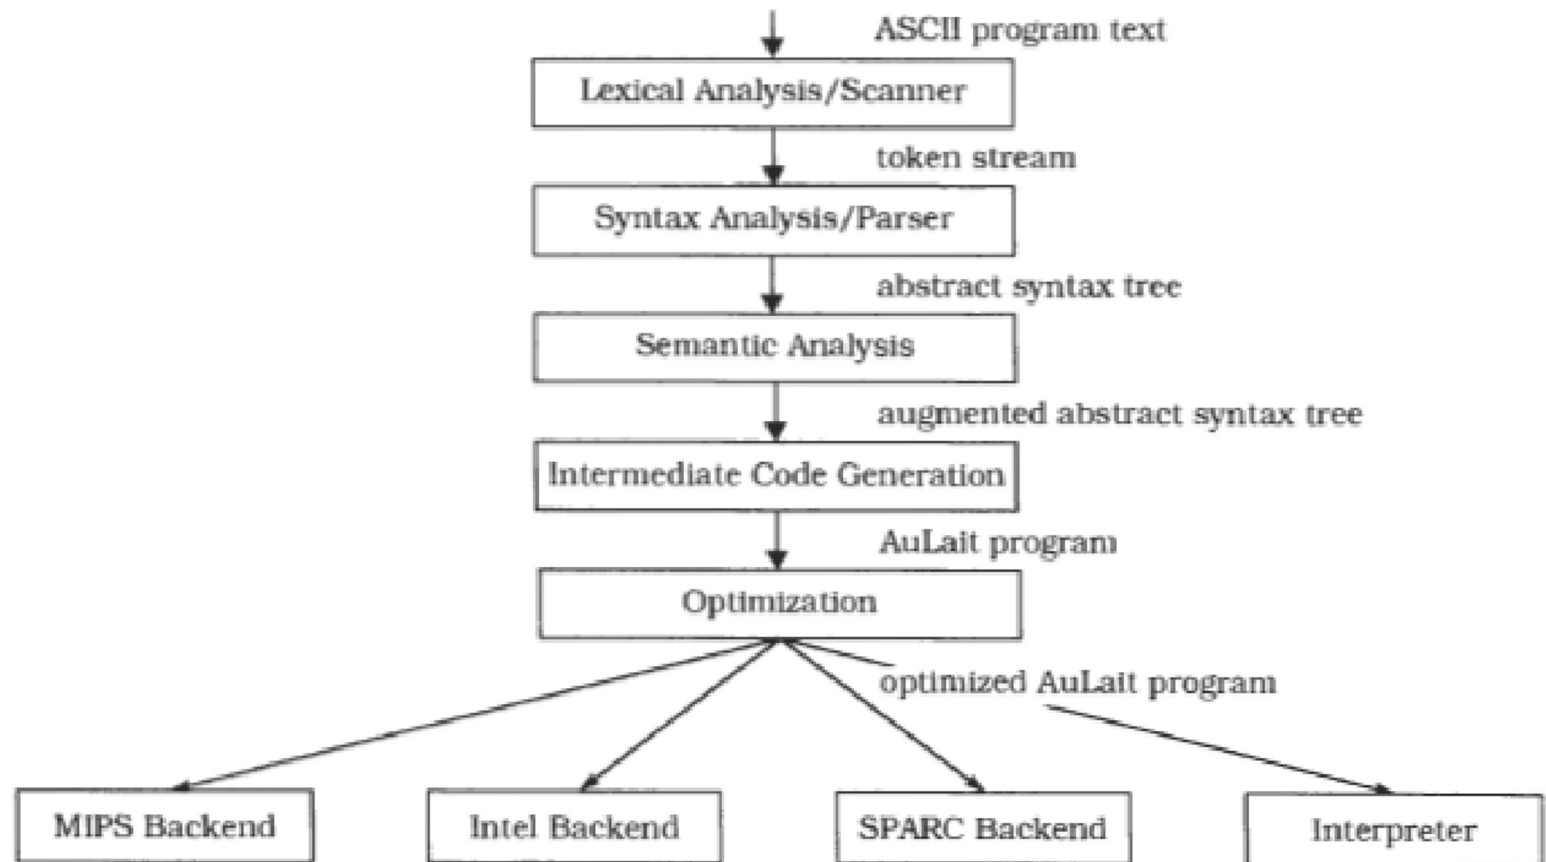 ASCII program text
Lexical Analysis/Scanner
token stream
Syntax Analysis/Parser
abstract syntax tree
Semantic Analysis
augmented abstract syntax tree
Intermediate Code Generation
AuLait program
Optimization
optimized AuLait program
MIPS Backend
Intel Backend
SPARC Backend
Interpreter